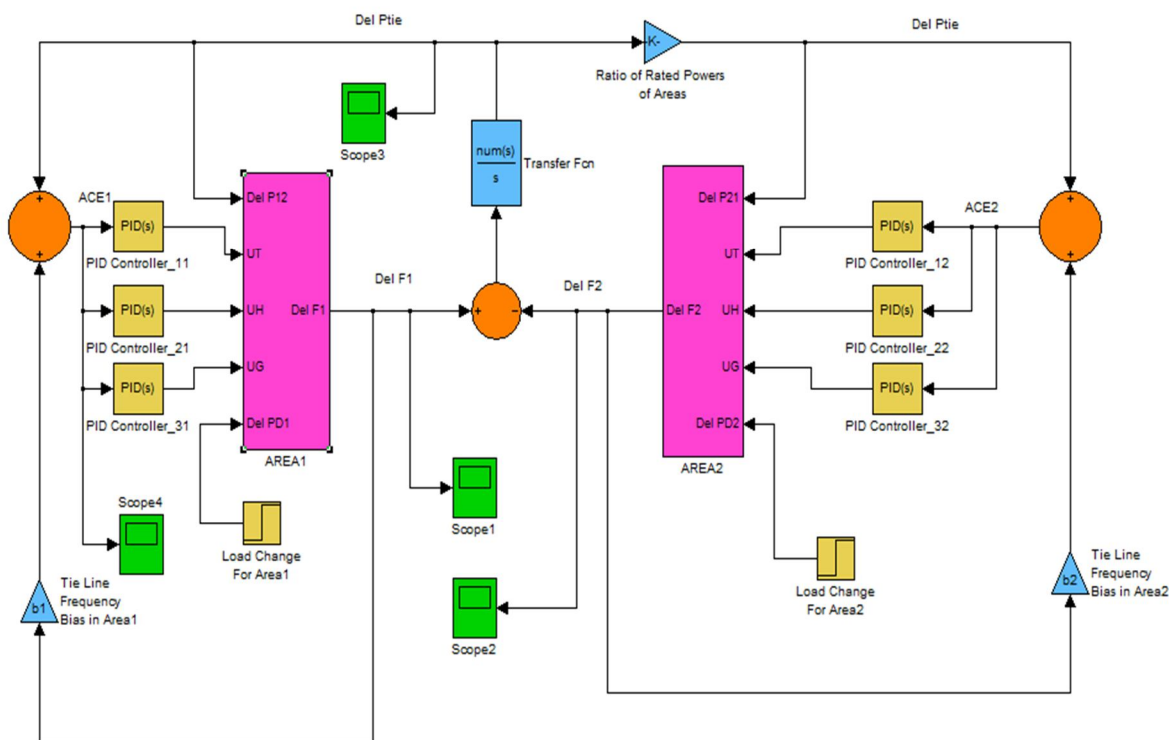 Del Ptie
Del Ptie
K-
Ratio of Rated Powers
of Areas
Scope3
num(s)
s
Transfer Fcn
ACE1
+
+
PID(s)
PID Controller_11
PID(s)
PID Controller_21
PID(s)
PID Controller_31
Del P12
UT
UH
UG
Del PD1
Del F1
AREA1
Del F1
+
-
Del F2
Del P21
UT
UH
UG
Del PD2
Del F2
AREA2
PID(s)
PID Controller_12
PID(s)
PID Controller_22
PID(s)
PID Controller_32
ACE2
+
+
Scope4
Load Change
For Area1
Scope1
Scope2
Load Change
For Area2
b1
Tie Line
Frequency
Bias in Area1
b2
Tie Line
Frequency
Bias in Area2